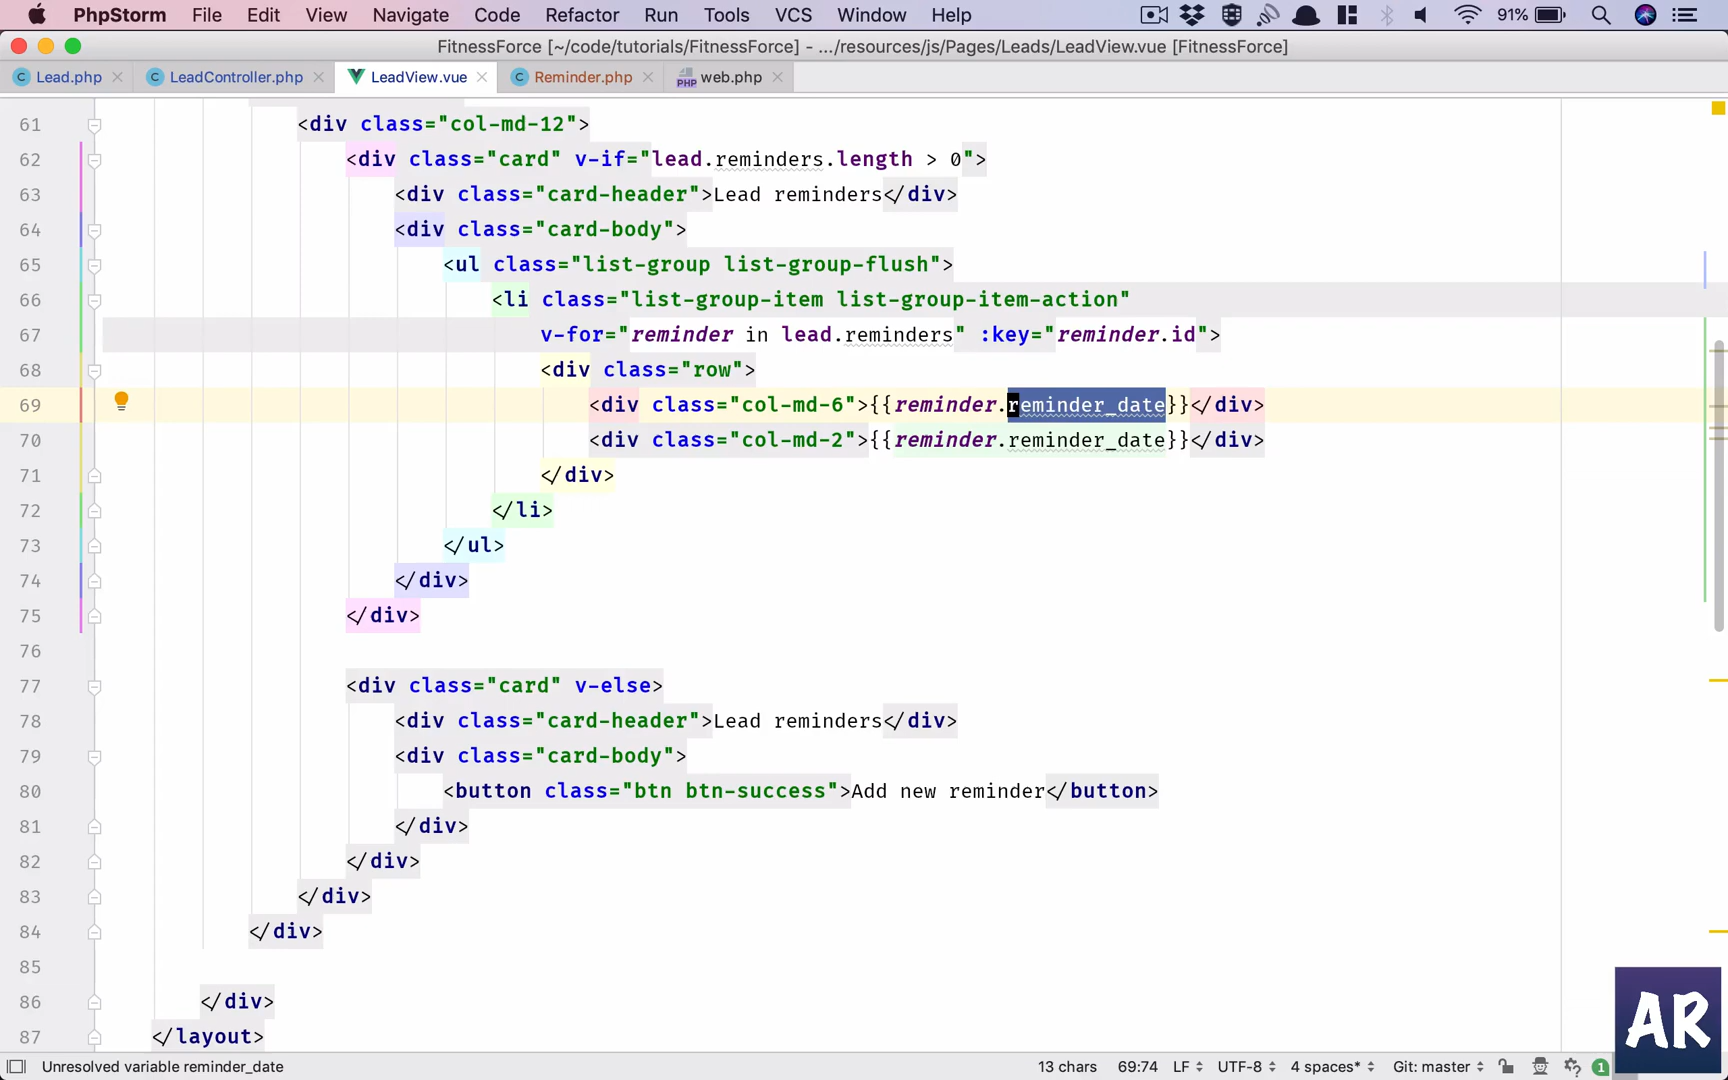 PhpStorm File Edit View Navigate Code Refactor Run Tools VCS Window Help 91%
FitnessForce [~/code/tutorials/FitnessForce] - .../resources/js/Pages/Leads/LeadView.vue [FitnessForce]
Lead.php LeadController.php LeadView.vue Reminder.php web.php
61 <div class="col-md-12">
62 <div class="card" v-if="lead.reminders.length > 0">
63 <div class="card-header">Lead reminders</div>
64 <div class="card-body">
65 <ul class="list-group list-group-flush">
66 <li class="list-group-item list-group-item-action"
67 v-for="reminder in lead.reminders" :key="reminder.id">
68 <div class="row">
69 <div class="col-md-6">{{reminder.reminder_date}}</div>
70 <div class="col-md-2">{{reminder.reminder_date}}</div>
71 </div>
72 </li>
73 </ul>
74 </div>
75 </div>
76
77 <div class="card" v-else>
78 <div class="card-header">Lead reminders</div>
79 <div class="card-body">
80 <button class="btn btn-success">Add new reminder</button>
81 </div>
82 </div>
83 </div>
84 </div>
85
86 </div>
87 </layout>
AR
Unresolved variable reminder_date 13 chars 69:74 LF UTF-8 4 spaces* Git: master 1